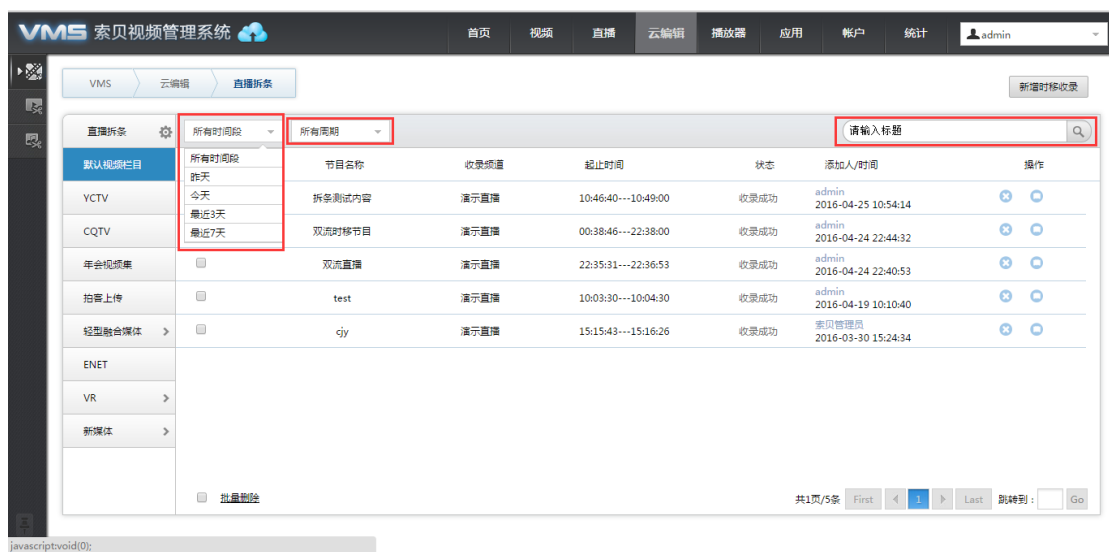 VMS 索贝视频管理系统 首页 视频 直播 云编辑 播放器 应用 帐户 统计 admin
VMS 云编辑 直播拆条 新增时移收录
直播拆条 所有时间段 所有周期 请输入标题
默认视频栏目 所有时间段 节目名称 收录频道 起止时间 状态 添加人/时间 操作
昨天
YCTV 今天 拆条测试内容 演示直播 10:46:40---10:49:00 收录成功 admin
2016-04-25 10:54:14
最近3天
CQTV 最近7天 双流时移节目 演示直播 00:38:46---22:38:00 收录成功 admin
2016-04-24 22:44:32
年会视频集 双流直播 演示直播 22:35:31---22:36:53 收录成功 admin
2016-04-24 22:40:53
拍客上传 test 演示直播 10:03:30---10:04:30 收录成功 admin
2016-04-19 10:10:40
轻型融合媒体 cjy 演示直播 15:15:43---15:16:26 收录成功 索贝管理员
2016-03-30 15:24:34
ENET
VR
新媒体
批量删除 共1页/5条 First 1 Last 跳转到： Go
javascript:void(0);